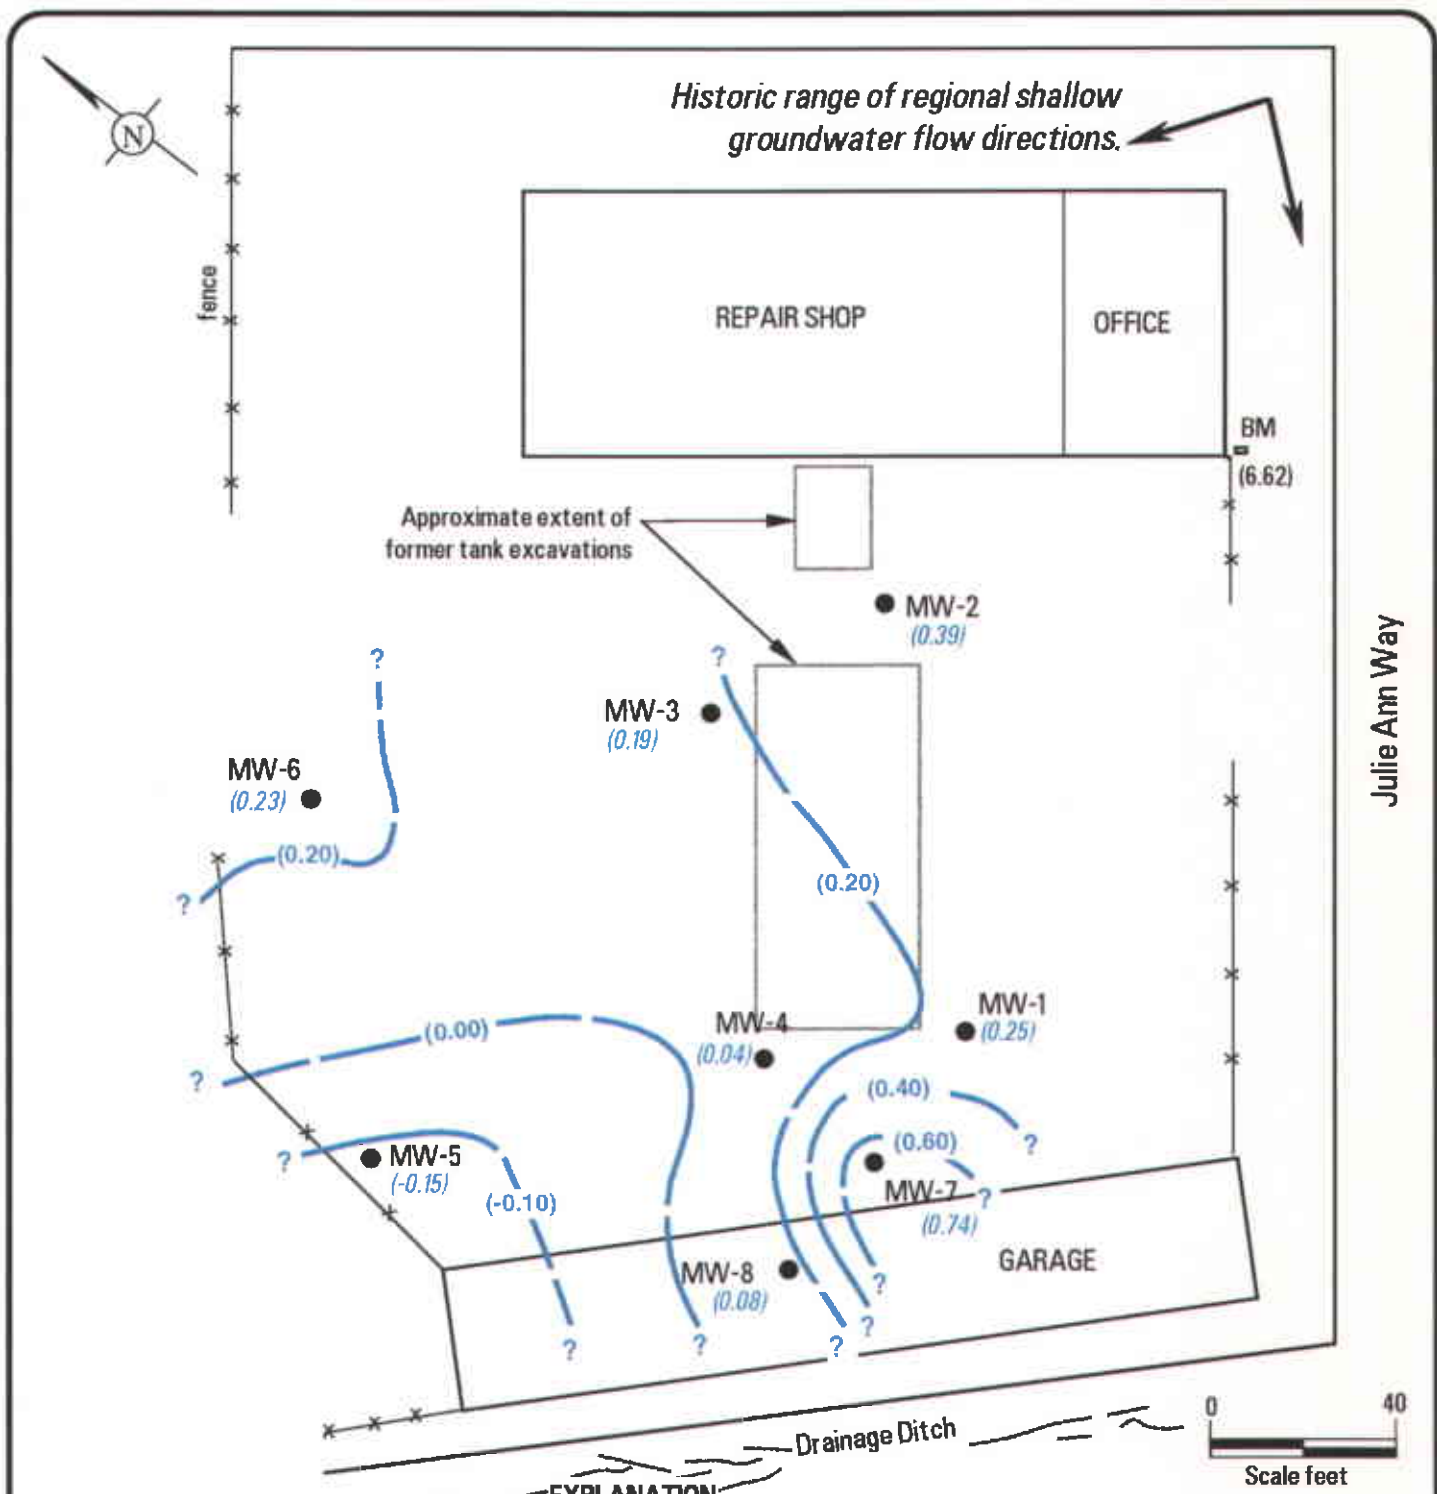 N
Historic range of regional shallow
groundwater flow directions.
fence
REPAIR SHOP
OFFICE
BM
(6.62)
Approximate extent of
former tank excavations
MW-2
(0.39)
?
?
MW-3
(0.19)
Julie Ann Way
MW-6
(0.23)
(0.20)
(0.20)
?
MW-1
(0.25)
MW-4
(0.04)
(0.00)
?
(0.40)
?
(0.60)
?
MW-5
(-0.15)
(-0.10)
MW-7
?
(0.74)
GARAGE
MW-8
(0.08)
?
?
?
?
?
0 40
Scale feet
Drainage Ditch
EXPLANATION